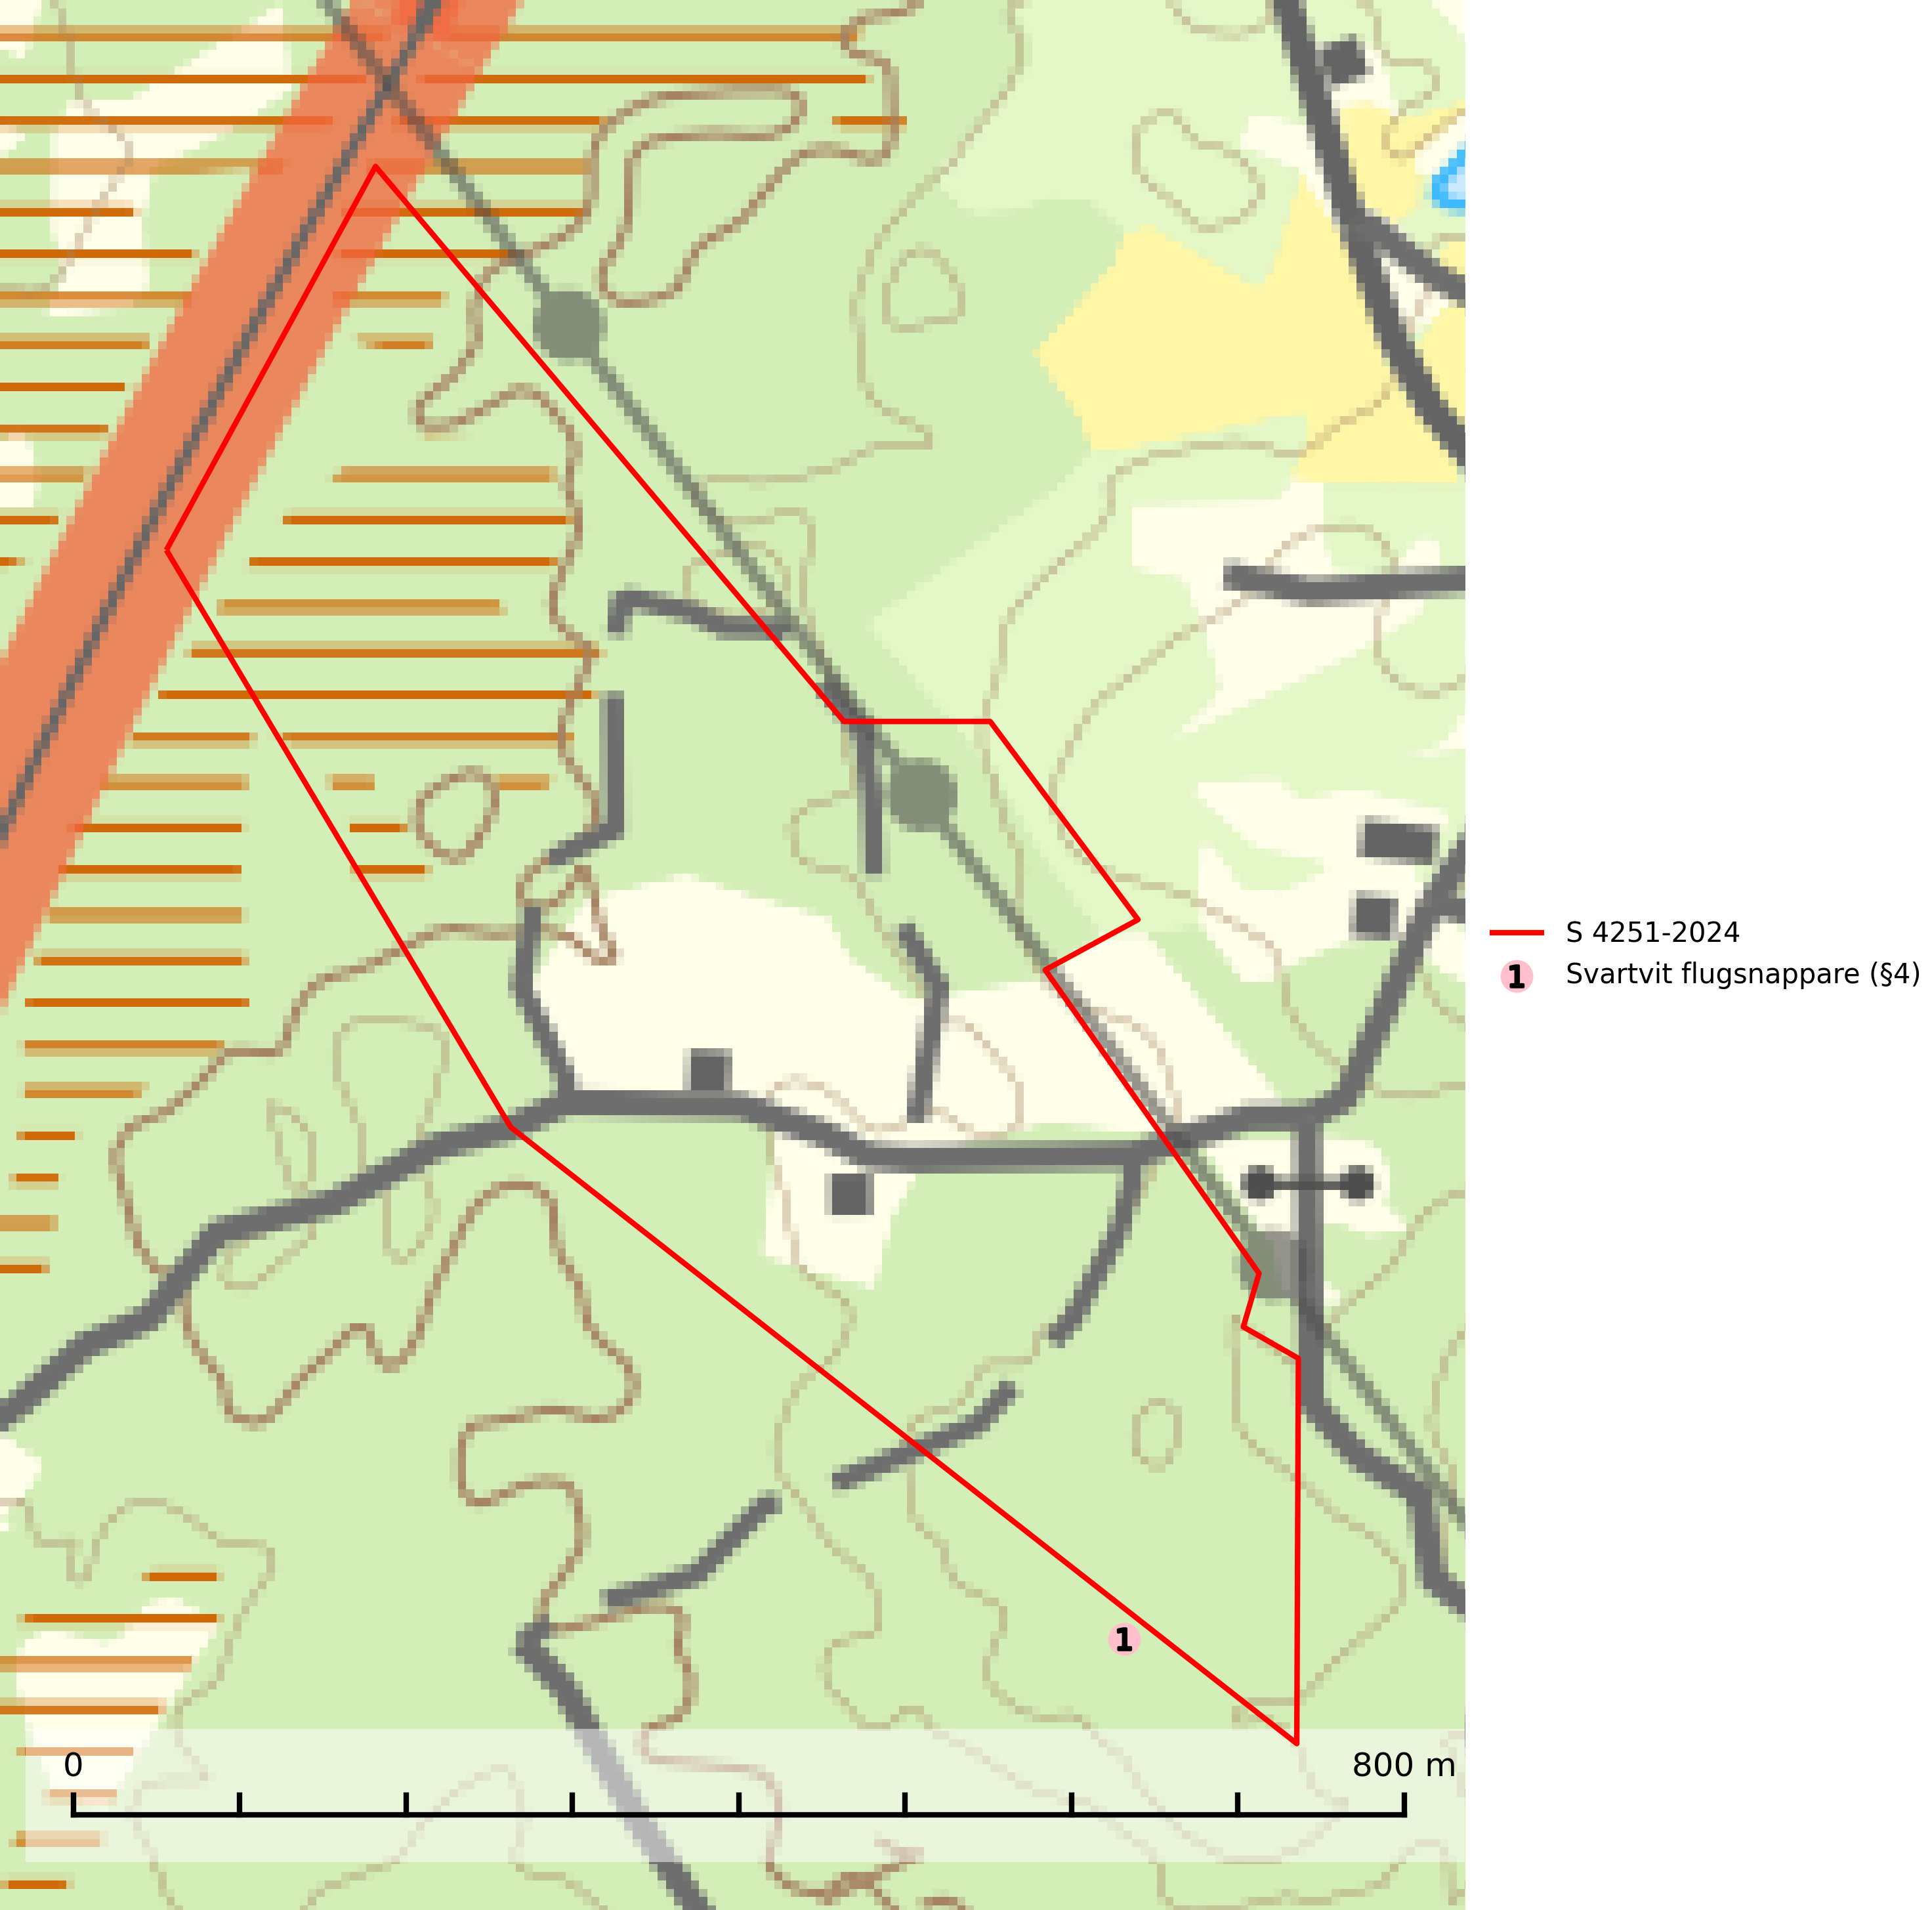 S 4251-2024
1 Svartvit flugsnappare (§4)
1
0 800 m